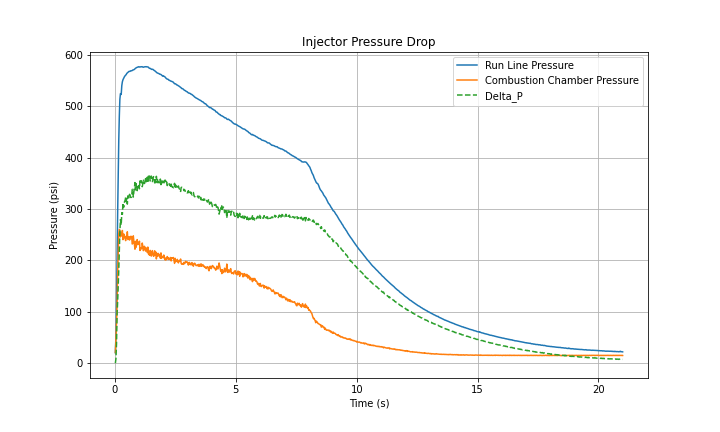 Injector Pressure Drop
Run Line Pressure
Combustion Chamber Pressure
Delta_P
600
500
400
300
200
100
0
Pressure (psi)
0 5 10 15 20
Time (s)